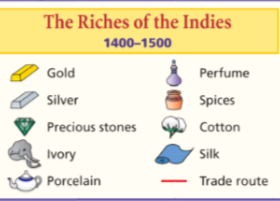 The Riches of the Indies
1400–1500
Gold
Silver
Precious stones
Ivory
Porcelain
Perfume
Spices
Cotton
Silk
Trade route